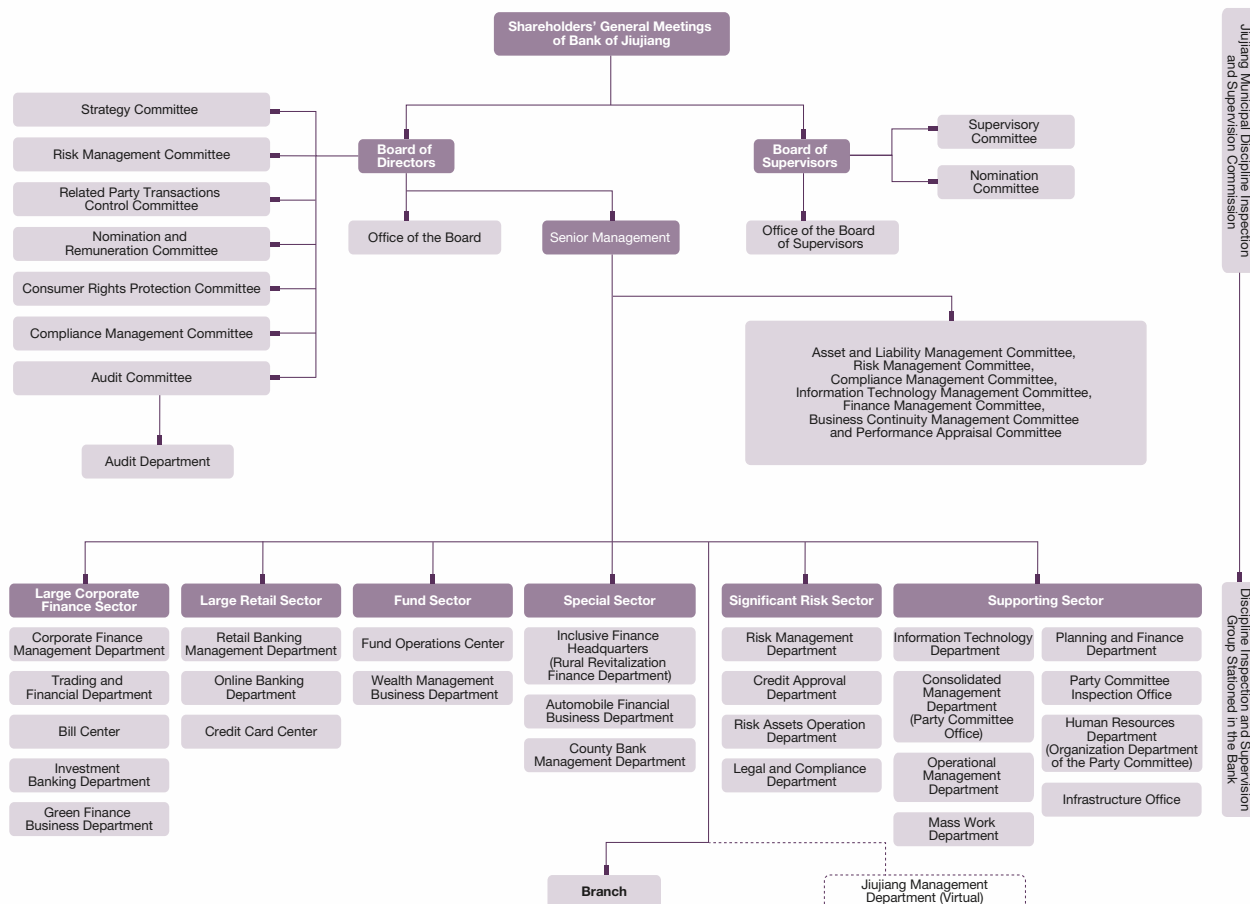 Shareholders' General Meetings
of Bank of Jiujiang
Jiujiang Municipal Discipline Inspection
and Supervision Commission
Strategy Committee
Risk Management Committee
Related Party Transactions
Control Committee
Nomination and
Remuneration Committee
Consumer Rights Protection Committee
Compliance Management Committee
Audit Committee
Audit Department
Board of
Directors
Board of
Supervisors
Supervisory
Committee
Nomination
Committee
Office of the Board
Senior Management
Office of the Board
of Supervisors
Asset and Liability Management Committee,
Risk Management Committee,
Compliance Management Committee,
Information Technology Management Committee,
Finance Management Committee,
Business Continuity Management Committee
and Performance Appraisal Committee
Large Corporate
Finance Sector
Corporate Finance
Management Department
Trading and
Financial Department
Bill Center
Investment
Banking Department
Green Finance
Business Department
Large Retail Sector
Retail Banking
Management Department
Online Banking
Department
Credit Card Center
Fund Sector
Fund Operations Center
Wealth Management
Business Department
Special Sector
Inclusive Finance
Headquarters
(Rural Revitalization
Finance Department)
Automobile Financial
Business Department
County Bank
Management Department
Significant Risk Sector
Risk Management
Department
Credit Approval
Department
Risk Assets Operation
Department
Legal and Compliance
Department
Supporting Sector
Information Technology
Department
Consolidated
Management
Department
(Party Committee
Office)
Operational
Management
Department
Mass Work
Department
Planning and Finance
Department
Party Committee
Inspection Office
Human Resources
Department
(Organization Department
of the Party Committee)
Infrastructure Office
Discipline Inspection and Supervision
Group Stationed in the Bank
Branch
Jiujiang Management
Department (Virtual)